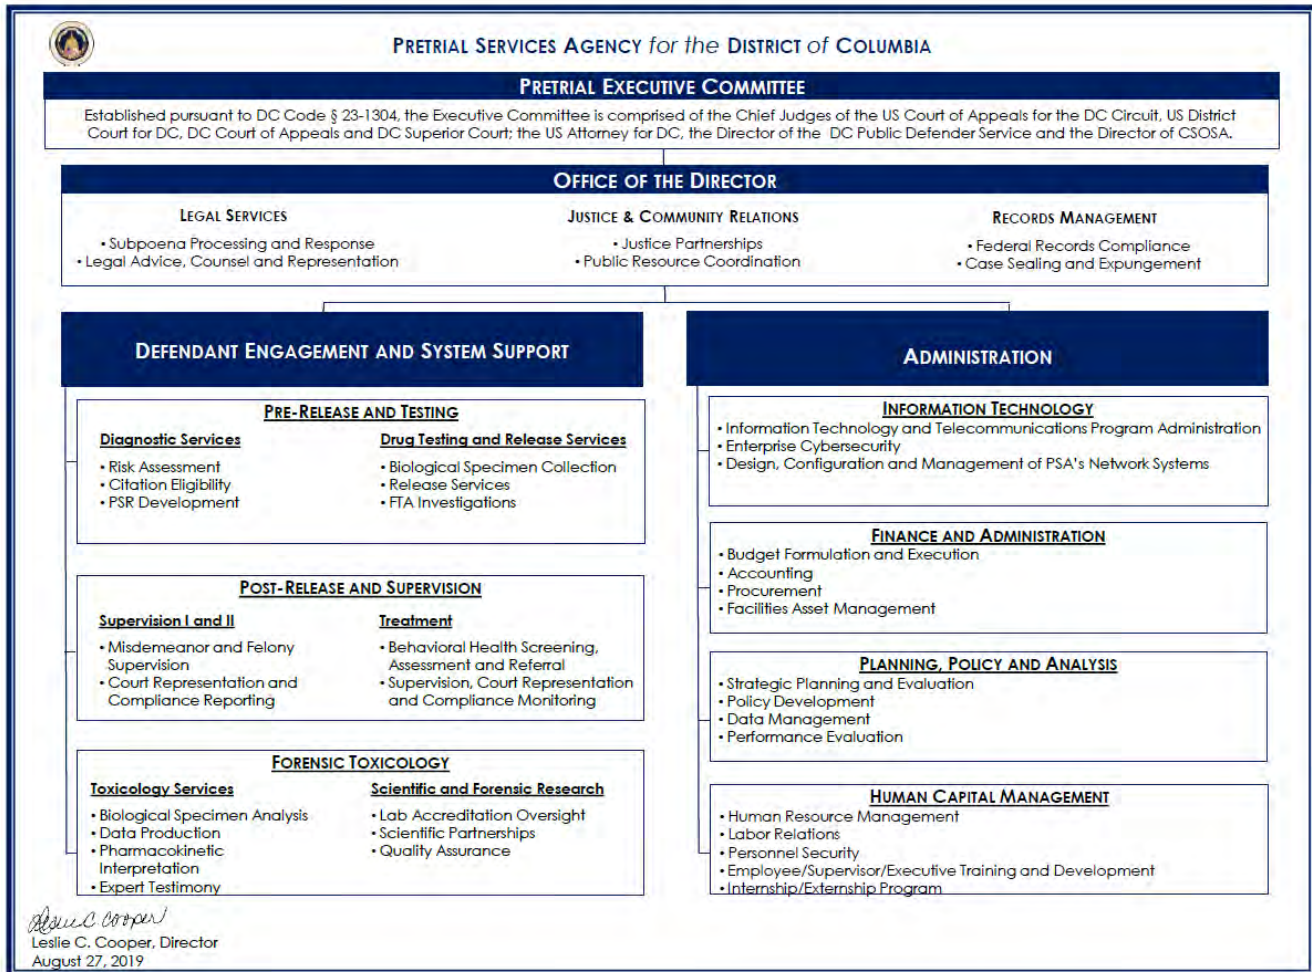 PRETRIAL SERVICES AGENCY for the DISTRICT of COLUMBIA
PRETRIAL EXECUTIVE COMMITTEE
Established pursuant to DC Code § 23-1304, the Executive Committee is comprised of the Chief Judges of the US Court of Appeals for the DC Circuit, US District
Court for DC, DC Court of Appeals and DC Superior Court; the US Attorney for DC, the Director of the DC Public Defender Service and the Director of CSOSA.
OFFICE OF THE DIRECTOR
LEGAL SERVICES
• Subpoena Processing and Response
• Legal Advice, Counsel and Representation
JUSTICE & COMMUNITY RELATIONS
• Justice Partnerships
• Public Resource Coordination
RECORDS MANAGEMENT
• Federal Records Compliance
• Case Sealing and Expungement
DEFENDANT ENGAGEMENT AND SYSTEM SUPPORT
PRE-RELEASE AND TESTING
Diagnostic Services
• Risk Assessment
• Citation Eligibility
• PSR Development
Drug Testing and Release Services
• Biological Specimen Collection
• Release Services
• FTA Investigations
POST-RELEASE AND SUPERVISION
Supervision I and II
• Misdemeanor and Felony
Supervision
• Court Representation and
Compliance Reporting
Treatment
• Behavioral Health Screening,
Assessment and Referral
• Supervision, Court Representation
and Compliance Monitoring
FORENSIC TOXICOLOGY
Toxicology Services
• Biological Specimen Analysis
• Data Production
• Pharmacokinetic
Interpretation
• Expert Testimony
Scientific and Forensic Research
• Lab Accreditation Oversight
• Scientific Partnerships
• Quality Assurance
ADMINISTRATION
INFORMATION TECHNOLOGY
• Information Technology and Telecommunications Program Administration
• Enterprise Cybersecurity
• Design, Configuration and Management of PSA's Network Systems
FINANCE AND ADMINISTRATION
• Budget Formulation and Execution
• Accounting
• Procurement
• Facilities Asset Management
PLANNING, POLICY AND ANALYSIS
• Strategic Planning and Evaluation
• Policy Development
• Data Management
• Performance Evaluation
HUMAN CAPITAL MANAGEMENT
• Human Resource Management
• Labor Relations
• Personnel Security
• Employee/Supervisor/Executive Training and Development
• Internship/Externship Program
Leslie C. Cooper
Leslie C. Cooper, Director
August 27, 2019